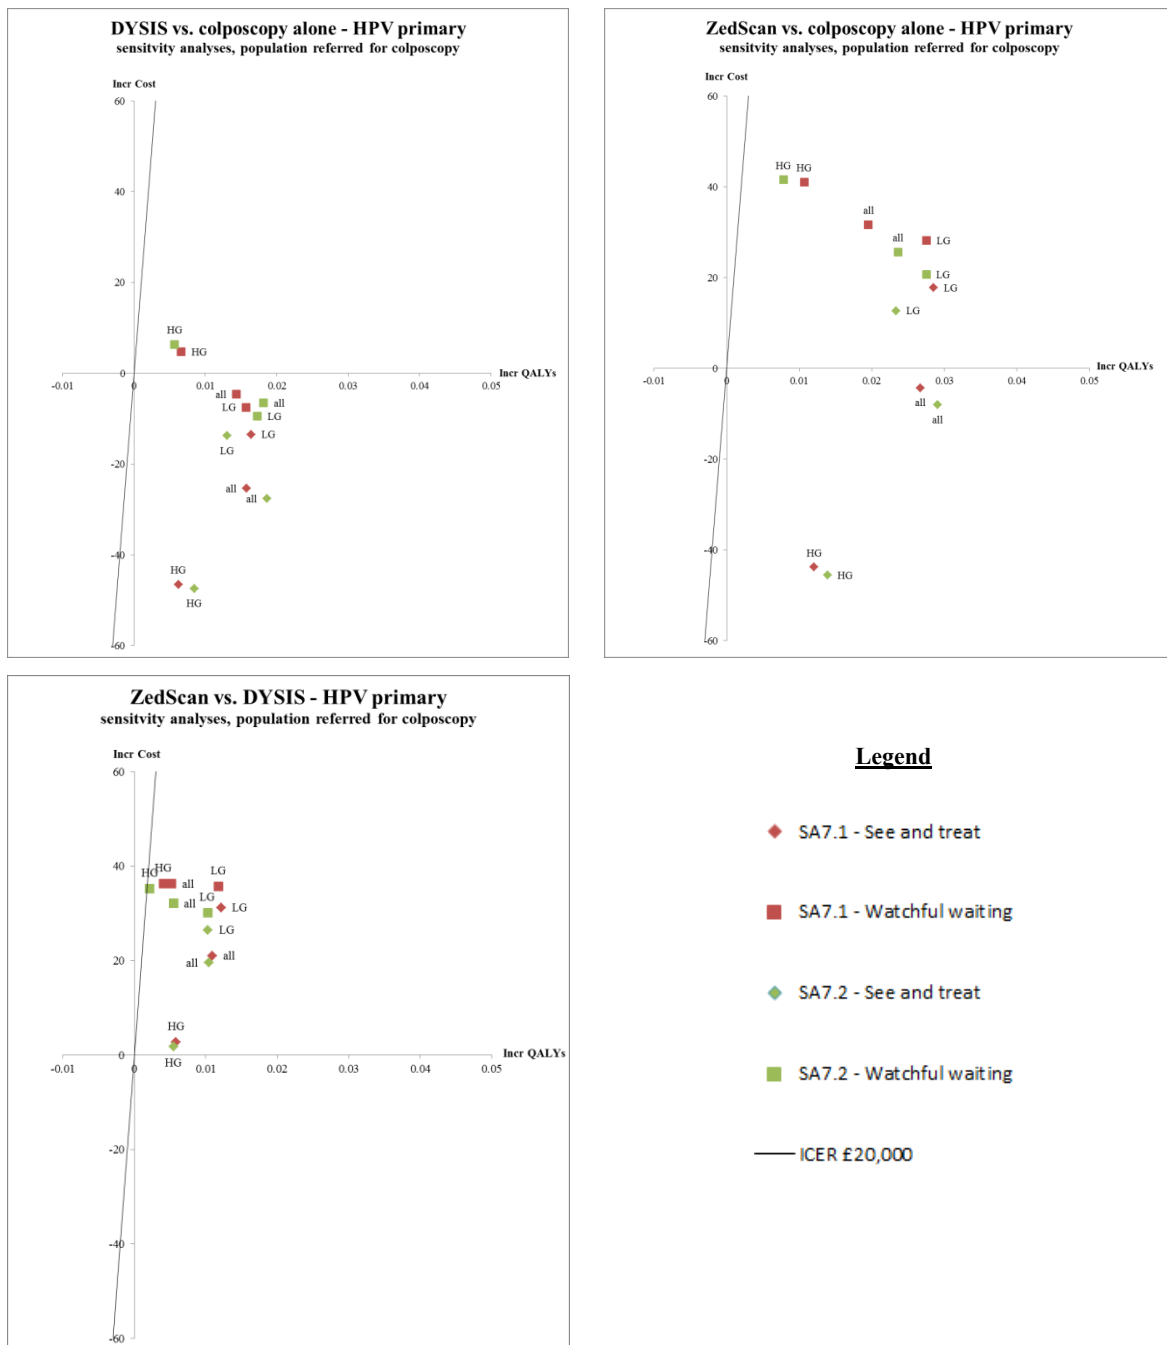 DYSIS vs. colposcopy alone - HPV primary
sensitvity analyses, population referred for colposcopy
Incr Cost
60
40
20
HG
HG
0
Incr QALYs
-0.01
0
0.01
0.02
0.03
0.04
0.05
all
all
LG
LG
LG
LG
-20
all
all
-40
HG
HG
-60
ZedScan vs. colposcopy alone - HPV primary
sensitvity analyses, population referred for colposcopy
Incr Cost
60
HG
HG
40
all
all
LG
LG
20
LG
LG
0
Incr QALYs
-0.01
0
0.01
0.02
0.03
0.04
0.05
all
all
-20
-40
HG
HG
-60
ZedScan vs. DYSIS - HPV primary
sensitvity analyses, population referred for colposcopy
Incr Cost
60
40
HG
HG
all
LG
all
LG
LG
LG
20
all
all
HG
0
Incr QALYs
HG
-0.01
0
0.01
0.02
0.03
0.04
0.05
-20
-40
-60
Legend
SA7.1 - See and treat
SA7.1 - Watchful waiting
SA7.2 - See and treat
SA7.2 - Watchful waiting
ICER £20,000